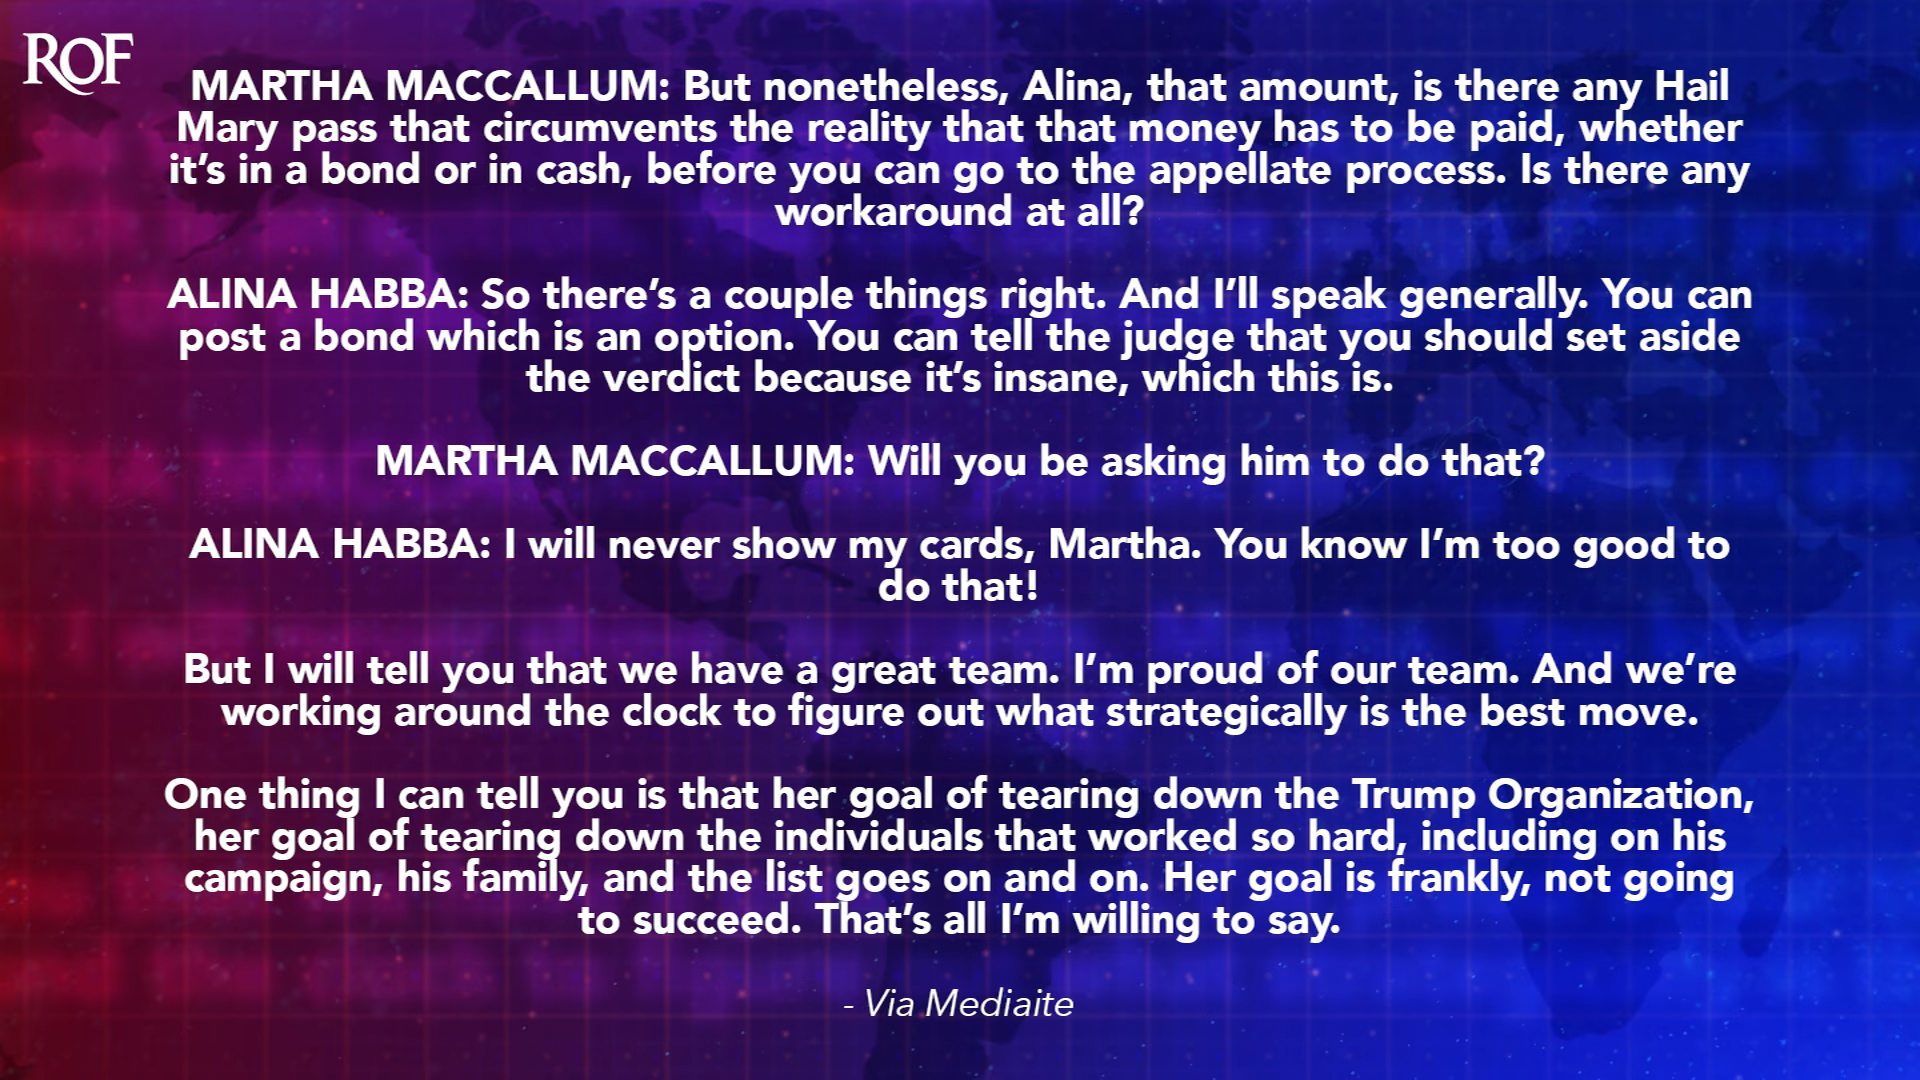 ROF
MARTHA MACCALLUM: But nonetheless, Alina, that amount, is there any Hail
Mary pass that circumvents the reality that that money has to be paid, whether
it’s in a bond or in cash, before you can go to the appellate process. Is there any
workaround at all?
ALINA HABBA: So there’s a couple things right. And I’ll speak generally. You can
post a bond which is an option. You can tell the judge that you should set aside
the verdict because it’s insane, which this is.
MARTHA MACCALLUM: Will you be asking him to do that?
ALINA HABBA: I will never show my cards, Martha. You know I’m too good to
do that!
But I will tell you that we have a great team. I’m proud of our team. And we’re
working around the clock to figure out what strategically is the best move.
One thing I can tell you is that her goal of tearing down the Trump Organization,
her goal of tearing down the individuals that worked so hard, including on his
campaign, his family, and the list goes on and on. Her goal is frankly, not going
to succeed. That’s all I’m willing to say.
- Via Mediaite